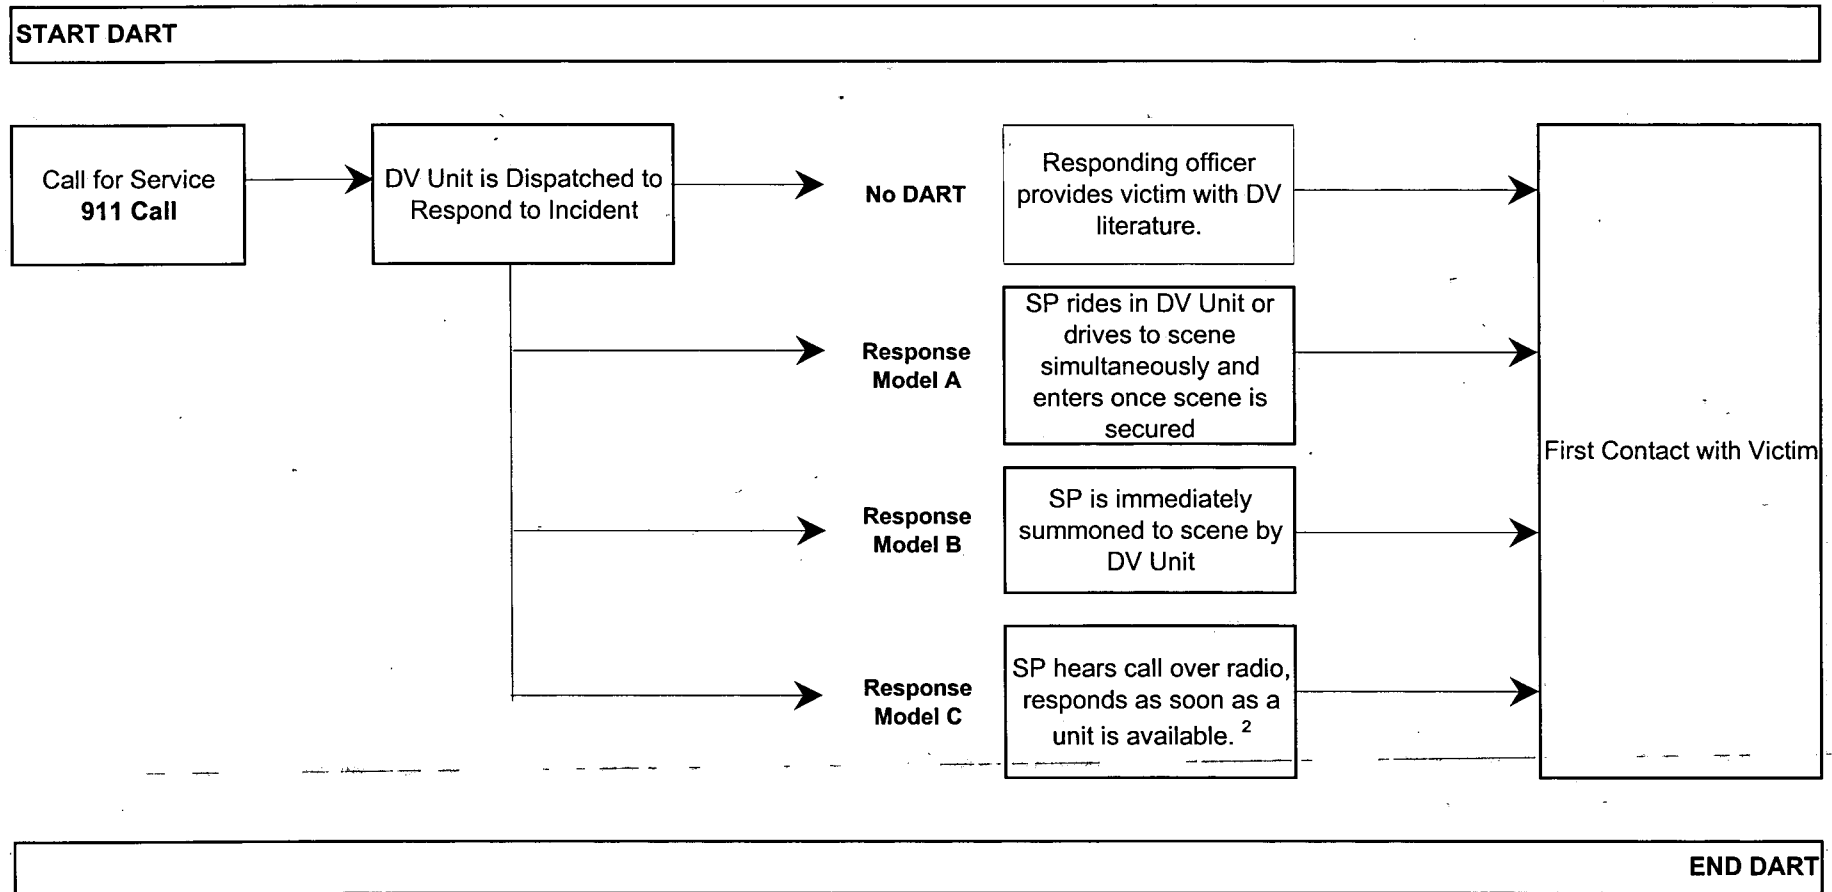 START DART
Call for Service
911 Call
DV Unit is Dispatched to
Respond to Incident
No DART
Responding officer
provides victim with DV
literature.
Response
Model A
SP rides in DV Unit or
drives to scene
simultaneously and
enters once scene is
secured
Response
Model B
SP is immediately
summoned to scene by
DV Unit
Response
Model C
SP hears call over radio,
responds as soon as a
unit is available. 2
First Contact with Victim
END DART